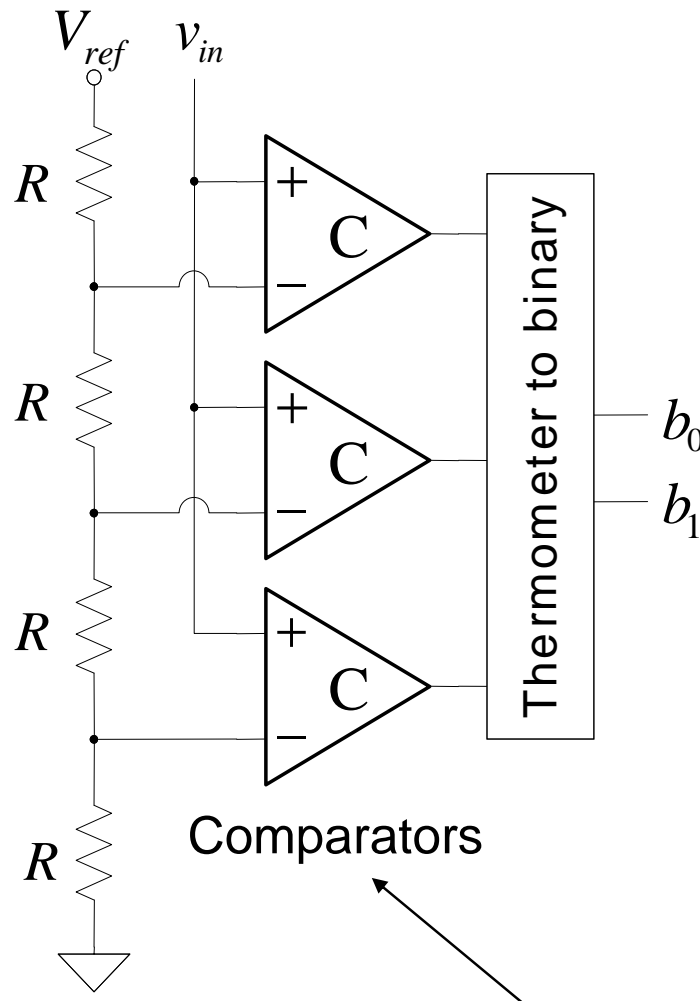 V_ref v_in
R
+
C
−
R
+
C
−
R
+
C
−
R
Thermometer to binary
b_0
b_1
Comparators